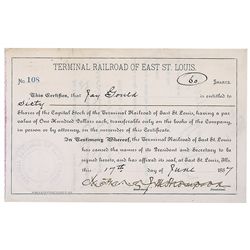 TERMINAL RAILROAD OF EAST ST. LOUIS.
No. 108
60 SHARES
This Certifies, that Jay Gould is entitled to
Sixty
Shares of the Capital Stock of the Terminal Railroad of East St. Louis, having a par
value of One Hundred Dollars each, transferable only on the books of the Company,
in person or by attorney, on the surrender of this Certificate.
In Testimony Whereof, the Terminal Railroad of East St. Louis
has caused the names of its President and Secretary to be
signed hereto, and has affixed its seal, at East St. Louis, Ills.
this 17th day of June 1887